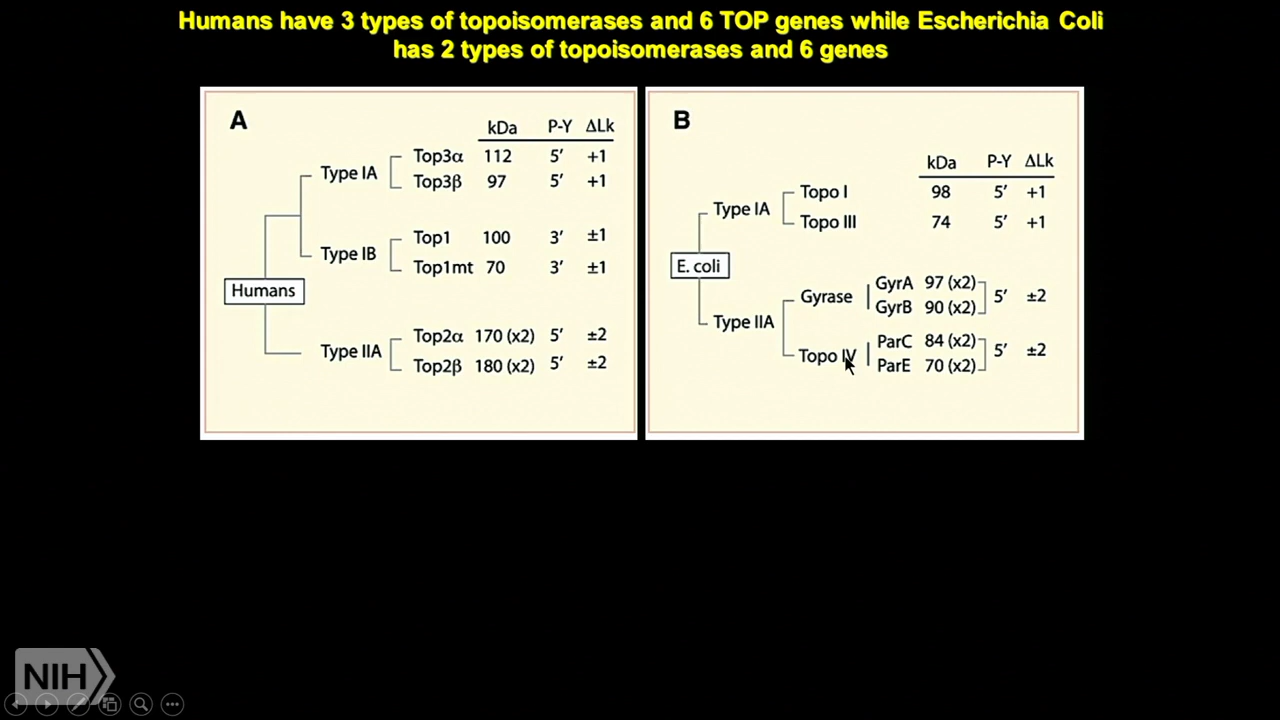 Humans have 3 types of topoisomerases and 6 TOP genes while Escherichia Coli
has 2 types of topoisomerases and 6 genes
A
kDa P-Y ΔLk
Type IA
Top3α 112 5′ +1
Top3β 97 5′ +1
Type IB
Top1 100 3′ ±1
Top1mt 70 3′ ±1
Humans
Type IIA
Top2α 170 (x2) 5′ ±2
Top2β 180 (x2) 5′ ±2
B
kDa P-Y ΔLk
Type IA
Topo I 98 5′ +1
Topo III 74 5′ +1
E. coli
Type IIA
Gyrase
GyrA 97 (x2)
GyrB 90 (x2)
5′ ±2
Topo IV
ParC 84 (x2)
ParE 70 (x2)
5′ ±2
NIH